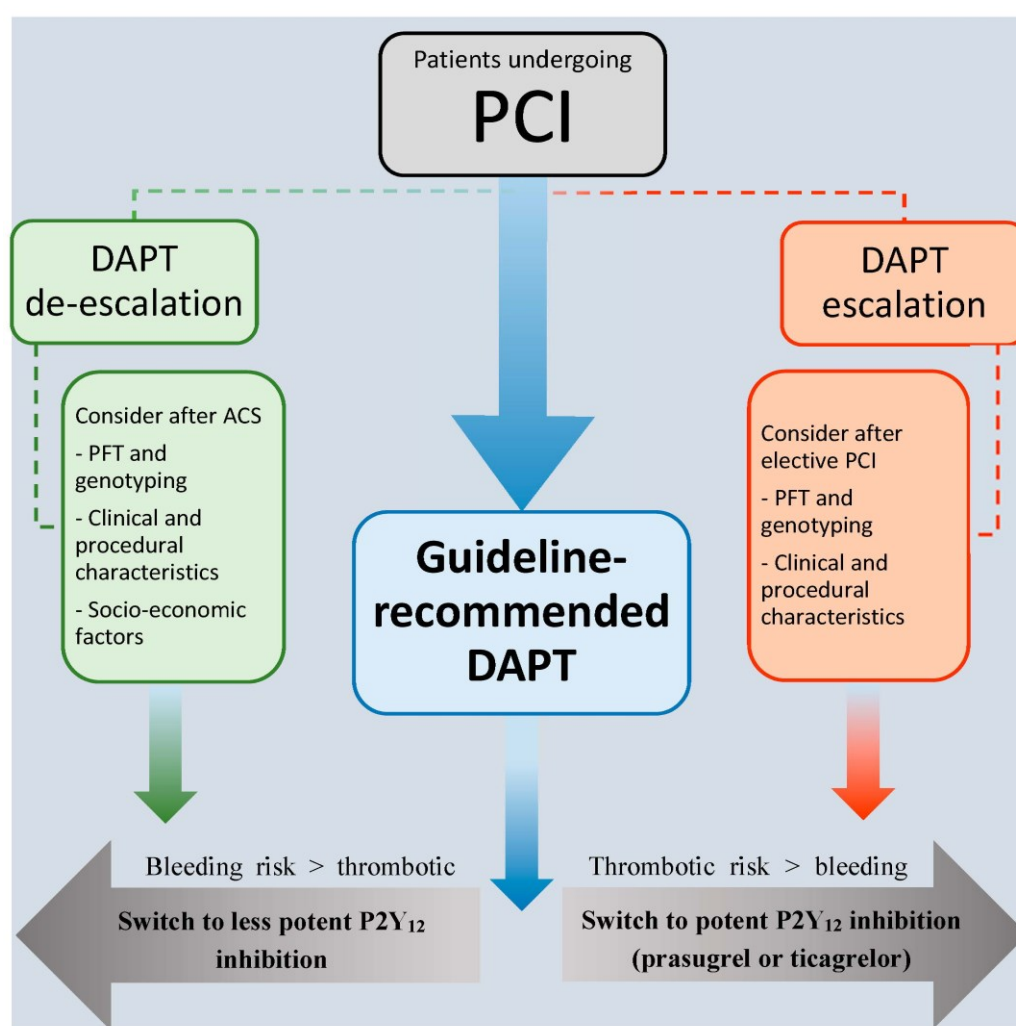 Patients undergoing
PCI
DAPT
de-escalation
DAPT
escalation
Consider after ACS
- PFT and
genotyping
- Clinical and
procedural
characteristics
- Socio-economic
factors
Guideline-
recommended
DAPT
Consider after
elective PCI
- PFT and
genotyping
- Clinical and
procedural
characteristics
Bleeding risk > thrombotic
Switch to less potent P2Y₁₂
inhibition
Thrombotic risk > bleeding
Switch to potent P2Y₁₂ inhibition
(prasugrel or ticagrelor)